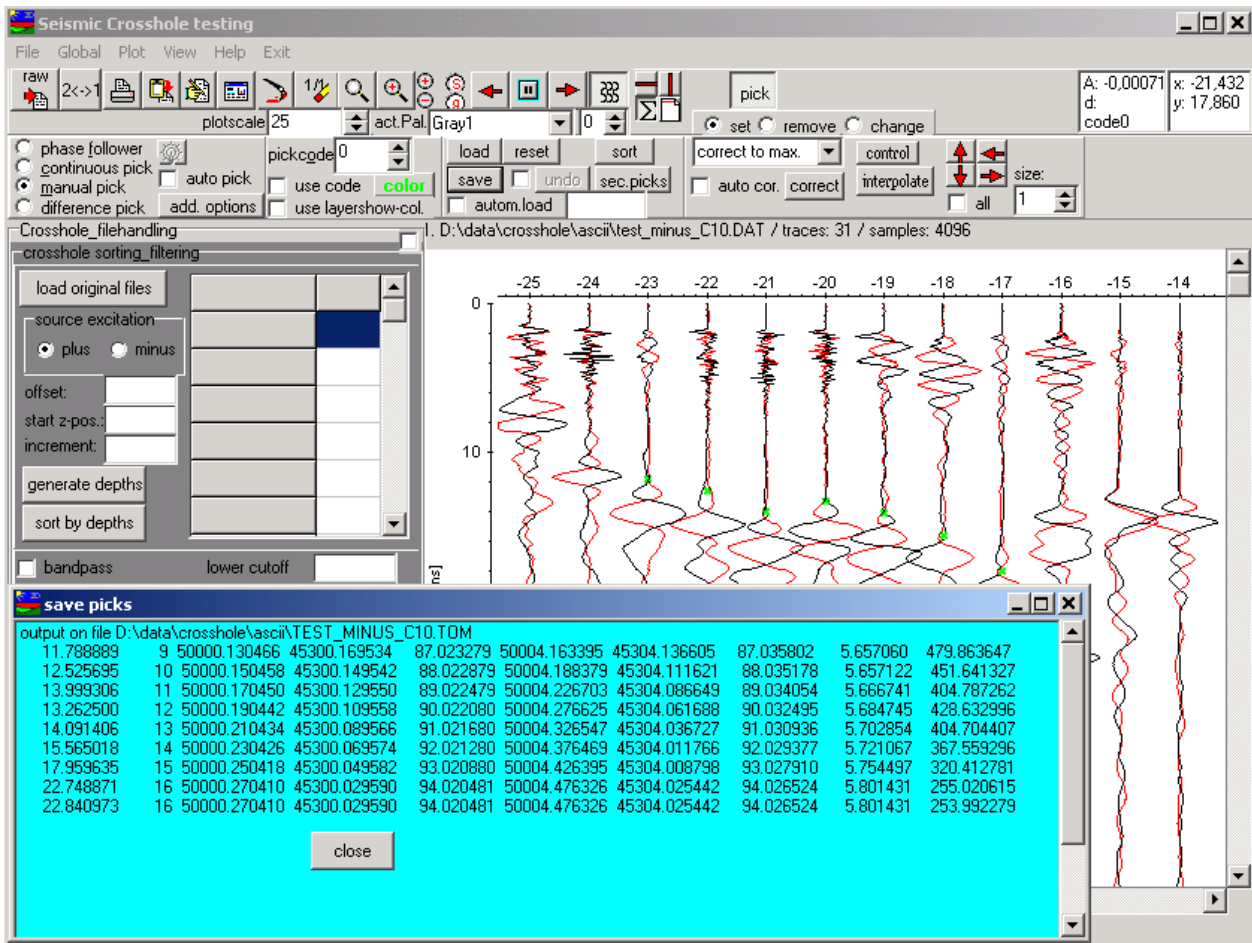 Seismic Crosshole testing
File Global Plot View Help Exit
raw 2<->1 1/√ S g 333 Σ pick
A: -0,00071 x: -21,432
d: y: 17,860
code0
plotscale 25 act.Pal. Gray1 0 set remove change
phase follower pickcode 0 load reset sort correct to max. control size:
continuous pick auto pick use code color save undo sec.picks auto cor. correct interpolate all 1
manual pick
difference pick add. options use layershow-col. autom.load
Crosshole_filehandling
1. D:\data\crosshole\ascii\test_minus_C10.DAT / traces: 31 / samples: 4096
crosshole sorting_filtering
load original files
-25 -24 -23 -22 -21 -20 -19 -18 -17 -16 -15 -14
0
source excitation
plus minus
offset:
start z-pos.:
increment:
10
generate depths
sort by depths
bandpass lower cutoff
ns]
save picks
output on file D:\data\crosshole\ascii\TEST_MINUS_C10.TOM
11.788889 9 50000.130466 45300.169534 87.023279 50004.163395 45304.136605 87.035802 5.657060 479.863647
12.525695 10 50000.150458 45300.149542 88.022879 50004.188379 45304.111621 88.035178 5.657122 451.641327
13.999306 11 50000.170450 45300.129550 89.022479 50004.226703 45304.086649 89.034054 5.666741 404.787262
13.262500 12 50000.190442 45300.109558 90.022080 50004.276625 45304.061688 90.032495 5.684745 428.632996
14.091406 13 50000.210434 45300.089566 91.021680 50004.326547 45304.036727 91.030936 5.702854 404.704407
15.565018 14 50000.230426 45300.069574 92.021280 50004.376469 45304.011766 92.029377 5.721067 367.559296
17.959635 15 50000.250418 45300.049582 93.020880 50004.426395 45304.008798 93.027910 5.754497 320.412781
22.748871 16 50000.270410 45300.029590 94.020481 50004.476326 45304.025442 94.026524 5.801431 255.020615
22.840973 16 50000.270410 45300.029590 94.020481 50004.476326 45304.025442 94.026524 5.801431 253.992279
close